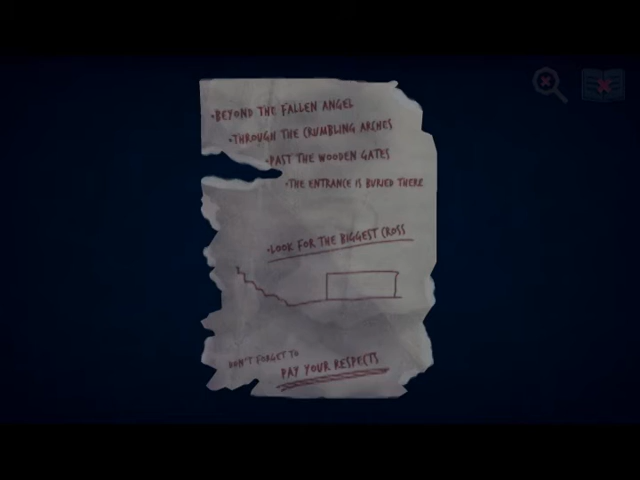 •BEYOND THE FALLEN ANGEL
•THROUGH THE CRUMBLING ARCHES
•PAST THE WOODEN GATES
•THE ENTRANCE IS BURIED THERE
•LOOK FOR THE BIGGEST CROSS
DON'T FORGET TO
PAY YOUR RESPECTS